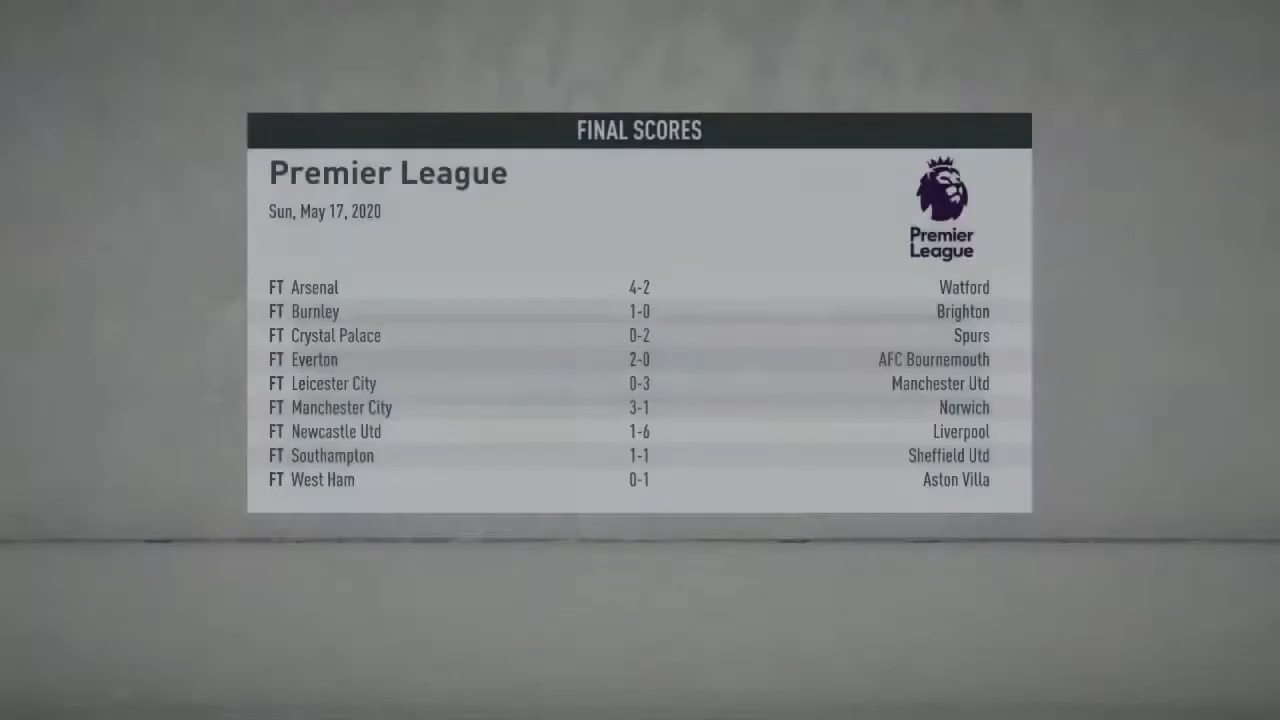 FINAL SCORES
Premier League
Sun, May 17, 2020
Premier
League
FT Arsenal 4-2 Watford
FT Burnley 1-0 Brighton
FT Crystal Palace 0-2 Spurs
FT Everton 2-0 AFC Bournemouth
FT Leicester City 0-3 Manchester Utd
FT Manchester City 3-1 Norwich
FT Newcastle Utd 1-6 Liverpool
FT Southampton 1-1 Sheffield Utd
FT West Ham 0-1 Aston Villa